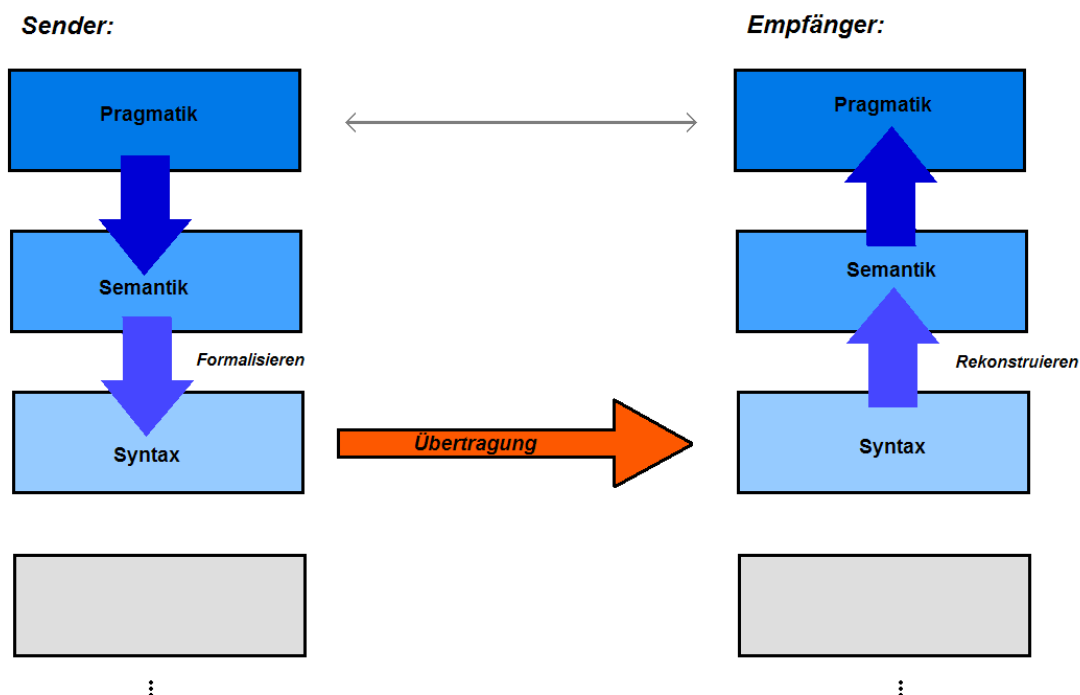 Sender:
Empfänger:
Pragmatik
Pragmatik
Semantik
Semantik
Formalisieren
Rekonstruieren
Syntax
Übertragung
Syntax